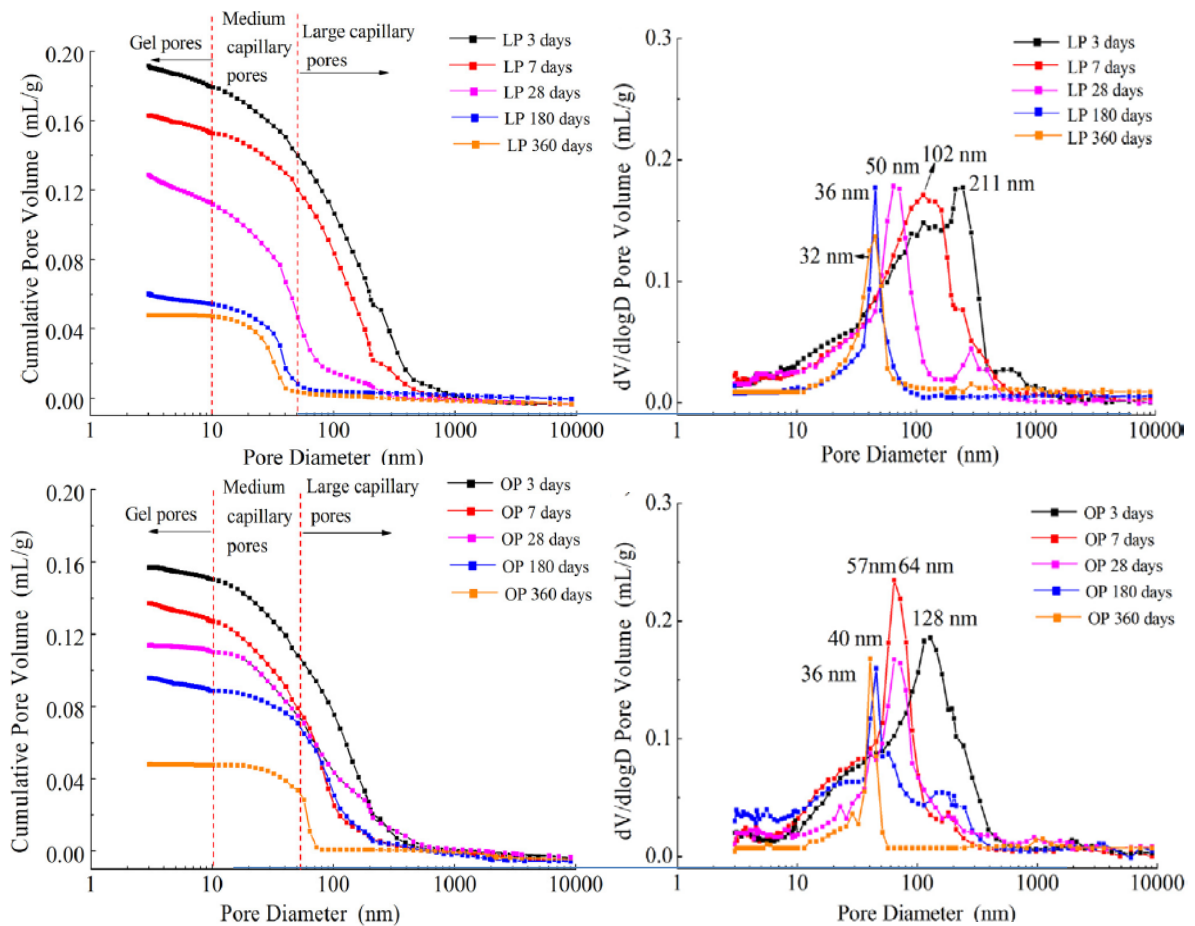 Gel pores
Medium
capillary
pores
Large capillary
pores
LP 3 days
LP 7 days
LP 28 days
LP 180 days
LP 360 days
0.20
0.16
0.12
0.08
0.04
0.00
Cumulative Pore Volume (mL/g)
1
10
100
1000
10000
Pore Diameter (nm)
0.3
0.2
0.1
0.0
dV/dlogD Pore Volume (mL/g)
LP 3 days
LP 7 days
LP 28 days
LP 180 days
LP 360 days
102 nm
50 nm
36 nm
211 nm
32 nm
1
10
100
1000
10000
Pore Diameter (nm)
Gel pores
Medium
capillary
pores
Large capillary
pores
OP 3 days
OP 7 days
OP 28 days
OP 180 days
OP 360 days
0.20
0.16
0.12
0.08
0.04
0.00
Cumulative Pore Volume (mL/g)
1
10
100
1000
10000
Pore Diameter (nm)
0.3
0.2
0.1
0.0
dV/dlogD Pore Volume (mL/g)
OP 3 days
OP 7 days
OP 28 days
OP 180 days
OP 360 days
57nm 64 nm
128 nm
40 nm
36 nm
1
10
100
1000
10000
Pore Diameter (nm)